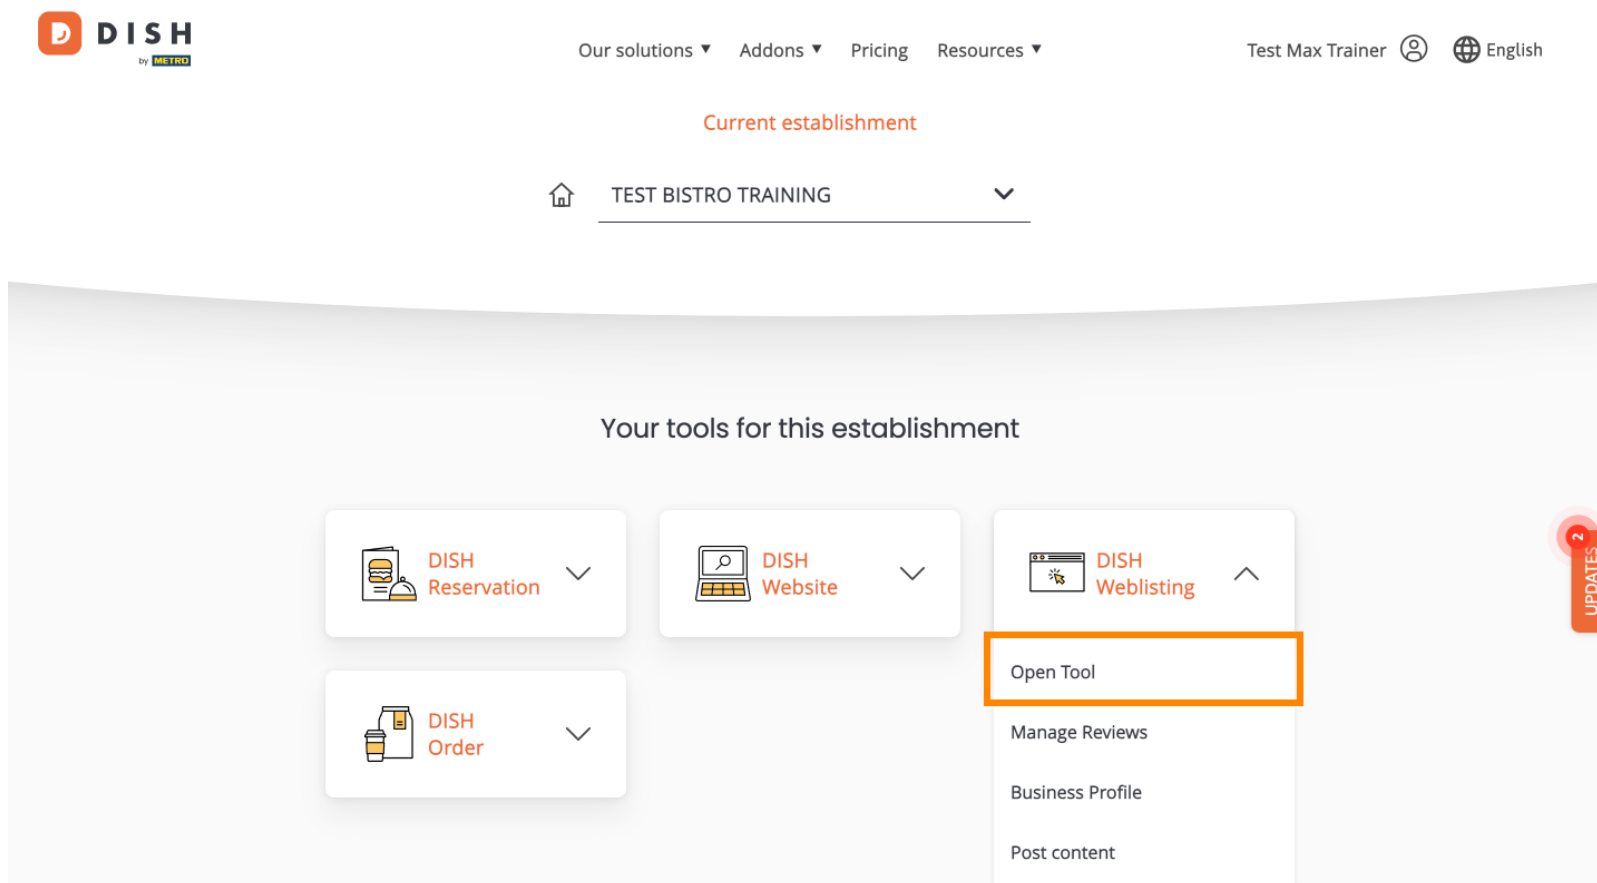 DISH
by METRO
Our solutions ▼ Addons ▼ Pricing Resources ▼
Test Max Trainer English
Current establishment
TEST BISTRO TRAINING
Your tools for this establishment
DISH
Reservation
DISH
Website
DISH
Weblisting
Open Tool
Manage Reviews
Business Profile
Post content
DISH
Order
2
UPDATES